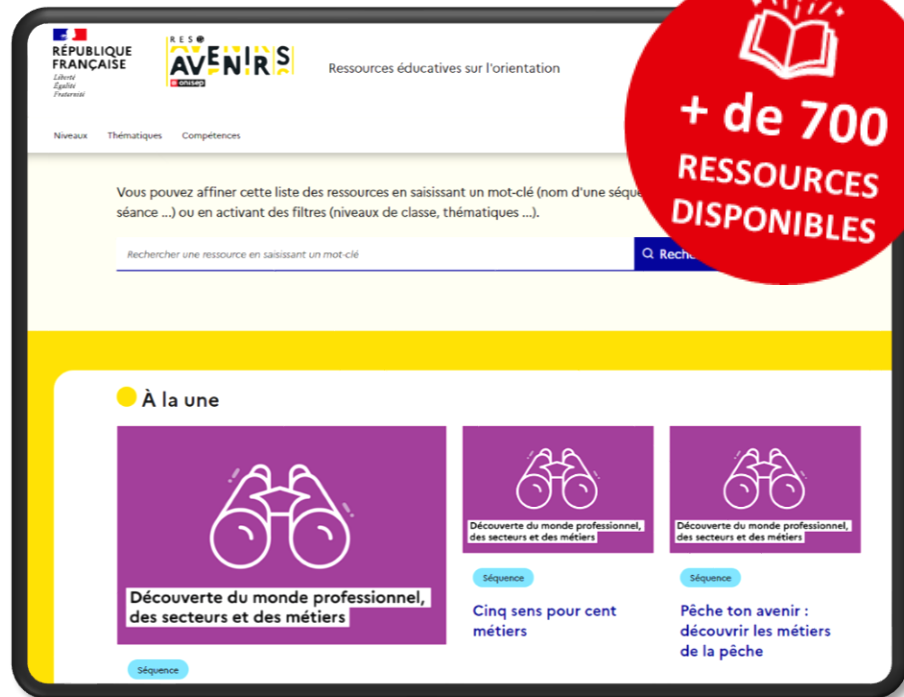 RÉPUBLIQUE
FRANÇAISE
Liberté
Égalité
Fraternité
RES
AVENIRS
onisep
Ressources éducatives sur l'orientation
+ de 700
RESSOURCES
DISPONIBLES
Niveaux Thématiques Compétences
Vous pouvez affiner cette liste des ressources en saisissant un mot-clé (nom d'une
séance ...) ou en activant des filtres (niveaux de classe, thématiques ...).
Rechercher une ressource en saisissant un mot-clé
À la une
Découverte du monde professionnel,
des secteurs et des métiers
Séquence
Découverte du monde professionnel,
des secteurs et des métiers
Séquence
Cinq sens pour cent
métiers
Découverte du monde professionnel,
des secteurs et des métiers
Séquence
Pêche ton avenir :
découvrir les métiers
de la pêche